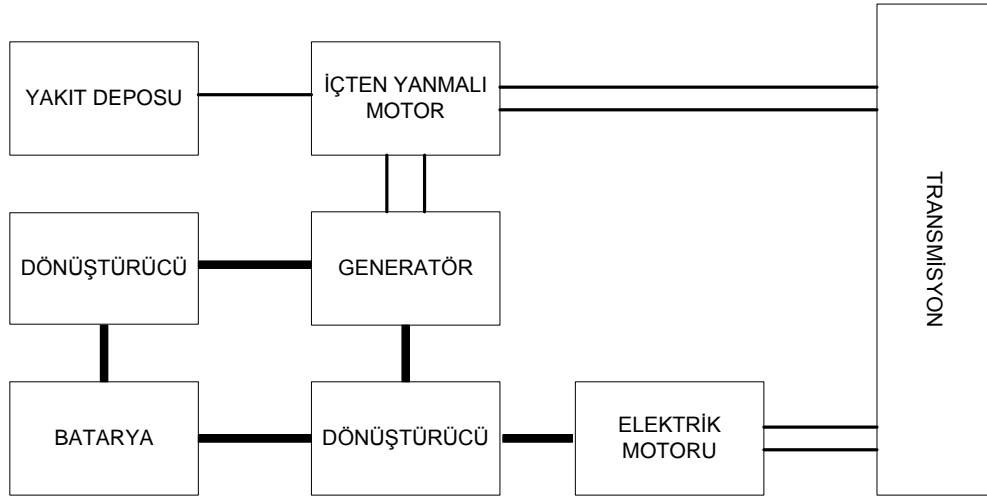 YAKIT DEPOSU
İÇTEN YANMALI
MOTOR
TRANSMİSYON
DÖNÜŞTÜRÜCÜ
GENERATÖR
BATARYA
DÖNÜŞTÜRÜCÜ
ELEKTRİK
MOTORU